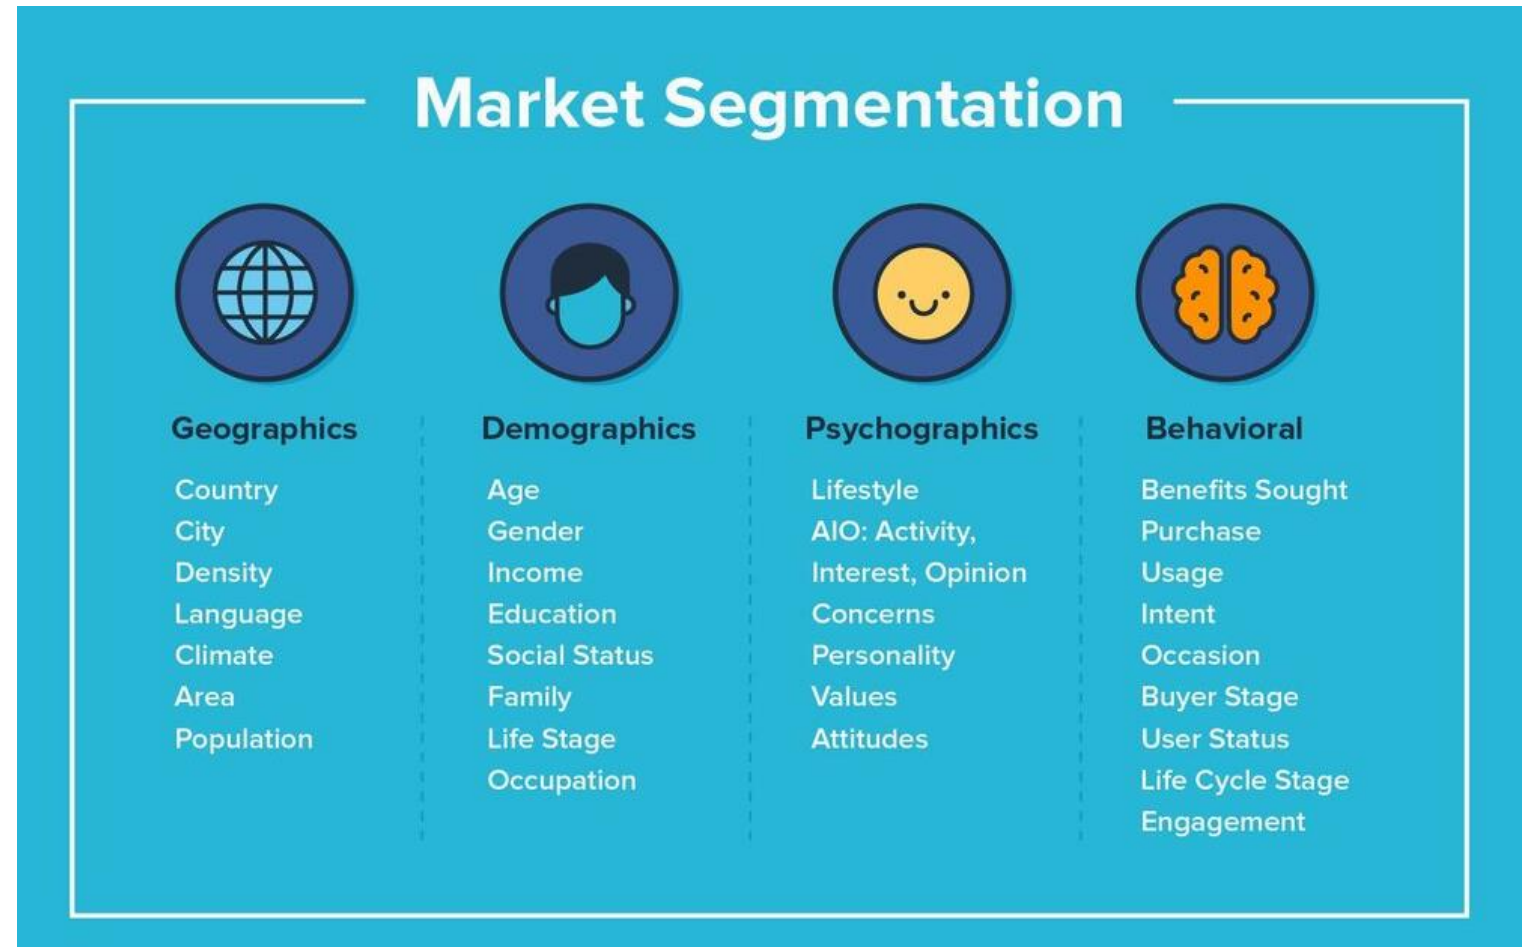 Market Segmentation
Geographics
Country
City
Density
Language
Climate
Area
Population
Demographics
Age
Gender
Income
Education
Social Status
Family
Life Stage
Occupation
Psychographics
Lifestyle
AIO: Activity,
Interest, Opinion
Concerns
Personality
Values
Attitudes
Behavioral
Benefits Sought
Purchase
Usage
Intent
Occasion
Buyer Stage
User Status
Life Cycle Stage
Engagement